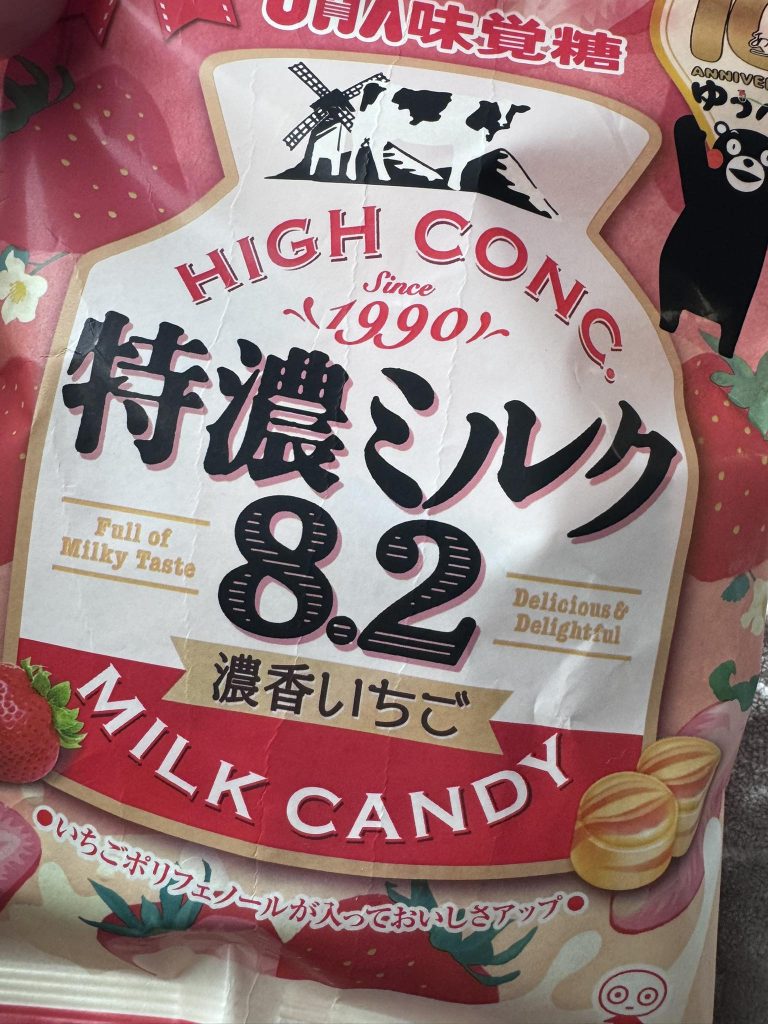 UHA味覚糖
HIGH CONC.
Since
1990
特濃ミルク
8.2
Full of
Milky Taste
Delicious&
Delightful
濃香いちご
MILK CANDY
●いちごポリフェノールが入っておいしさアップ●